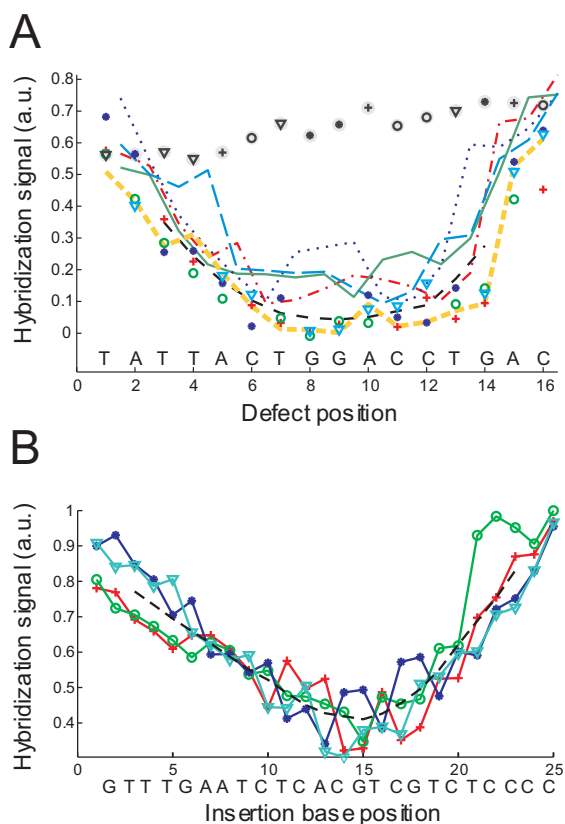 A
Hybridization signal (a.u.)
0.8
0.7
0.6
0.5
0.4
0.3
0.2
0.1
0
T A T T A C T G G A C C T G A C
0 2 4 6 8 10 12 14 16
Defect position
B
Hybridization signal (a.u.)
1
0.9
0.8
0.7
0.6
0.5
0.4
0 5 10 15 20 25
G T T T G A A T C T C A C G T C G T C T C C C C
Insertion base position